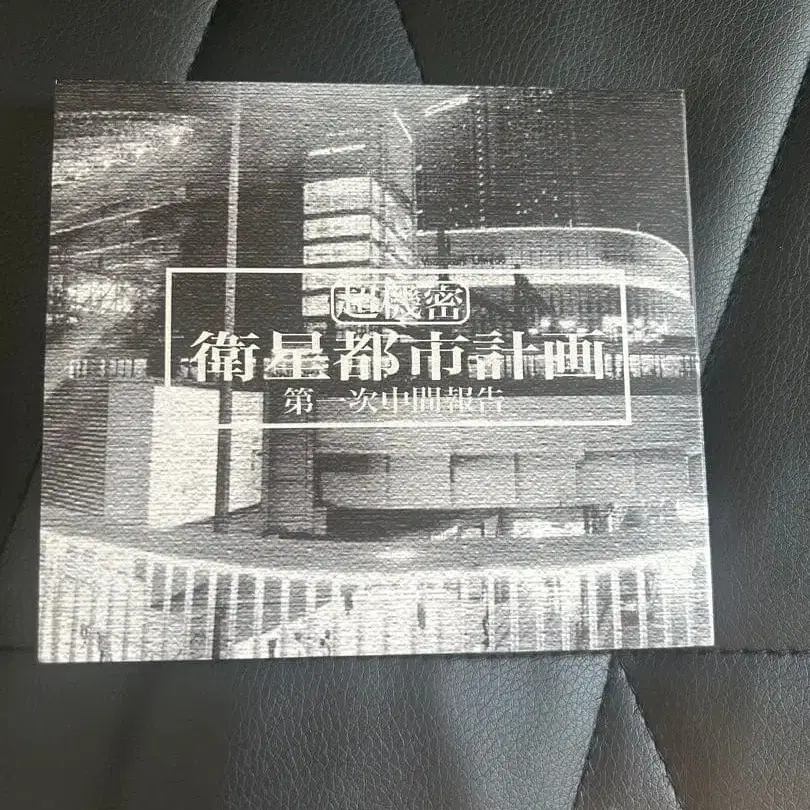 超機密
衛星都市計画
第一次中間報告